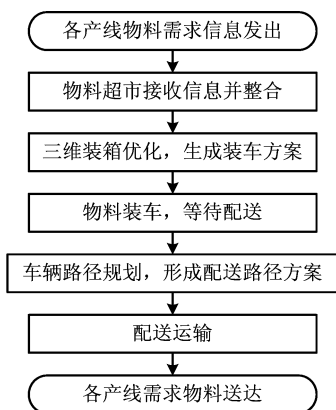 各产线物料需求信息发出
物料超市接收信息并整合
三维装箱优化，生成装车方案
物料装车，等待配送
车辆路径规划，形成配送路径方案
配送运输
各产线需求物料送达